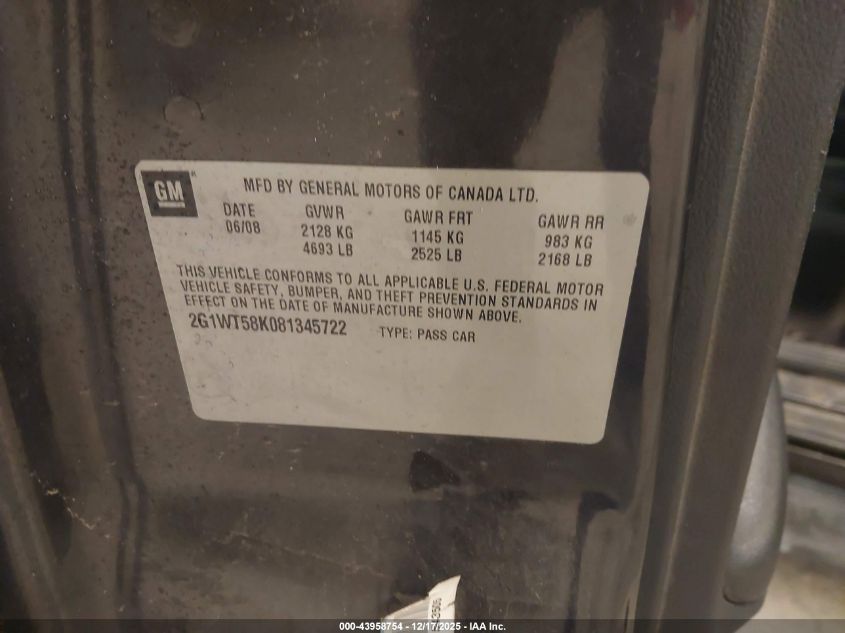 GM
MFD BY GENERAL MOTORS OF CANADA LTD.
DATE GVWR GAWR FRT GAWR RR
06/08 2128 KG 1145 KG 983 KG
4693 LB 2525 LB 2168 LB
THIS VEHICLE CONFORMS TO ALL APPLICABLE U.S. FEDERAL MOTOR
VEHICLE SAFETY, BUMPER, AND THEFT PREVENTION STANDARDS IN
EFFECT ON THE DATE OF MANUFACTURE SHOWN ABOVE.
2G1WT58K081345722 TYPE: PASS CAR
000-43958754 - 12/17/2025 - IAA Inc.